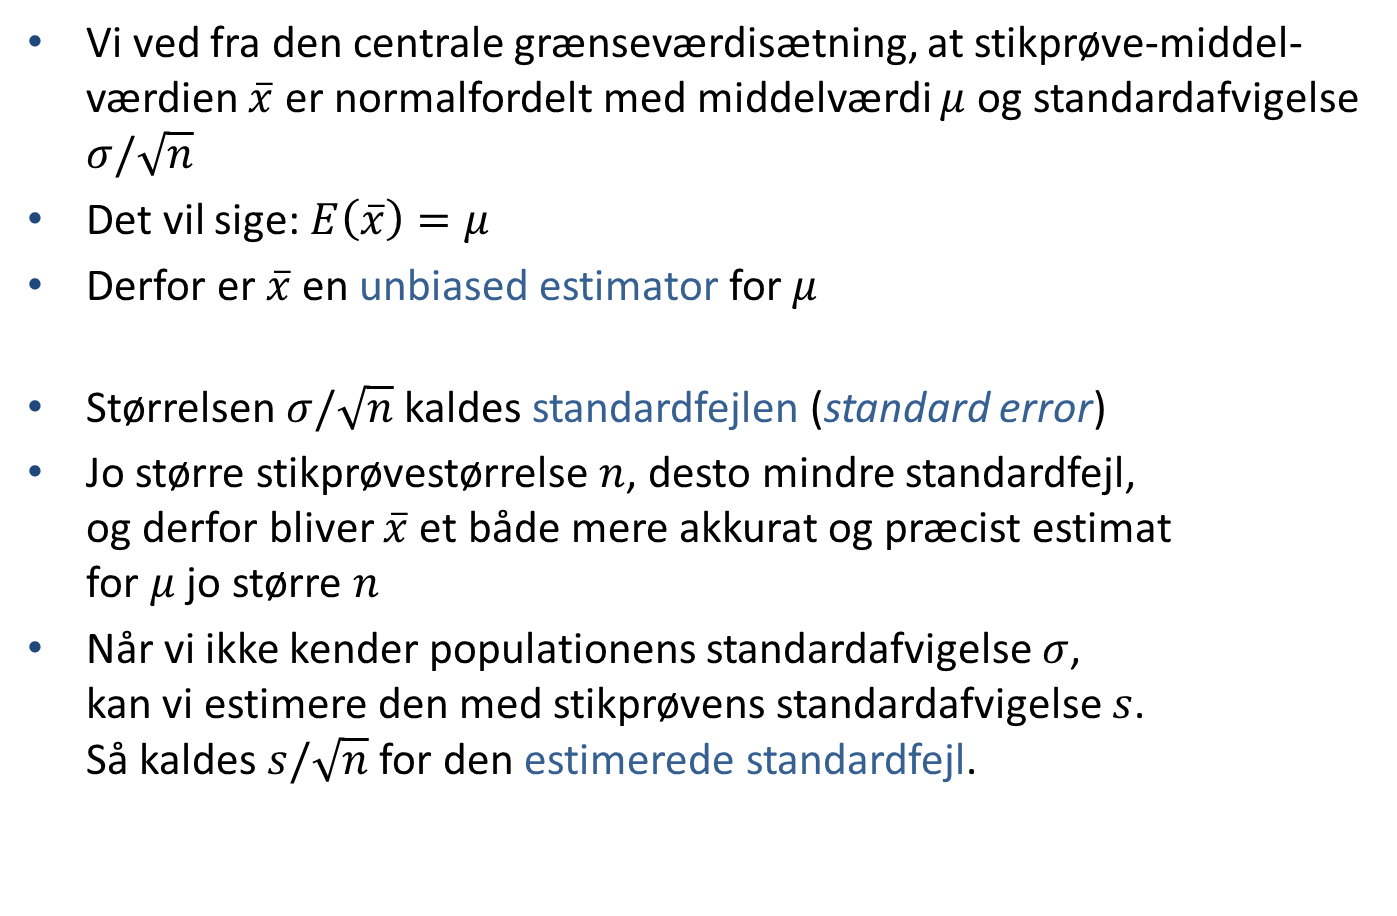 • Vi ved fra den centrale grænseværdisætning, at stikprøve-middel-
værdien x̄ er normalfordelt med middelværdi μ og standardafvigelse
σ/√n
• Det vil sige: E(x̄) = μ
• Derfor er x̄ en unbiased estimator for μ
• Størrelsen σ/√n kaldes standardfejlen (standard error)
• Jo større stikprøvestørrelse n, desto mindre standardfejl,
og derfor bliver x̄ et både mere akkurat og præcist estimat
for μ jo større n
• Når vi ikke kender populationens standardafvigelse σ,
kan vi estimere den med stikprøvens standardafvigelse s.
Så kaldes s/√n for den estimerede standardfejl.